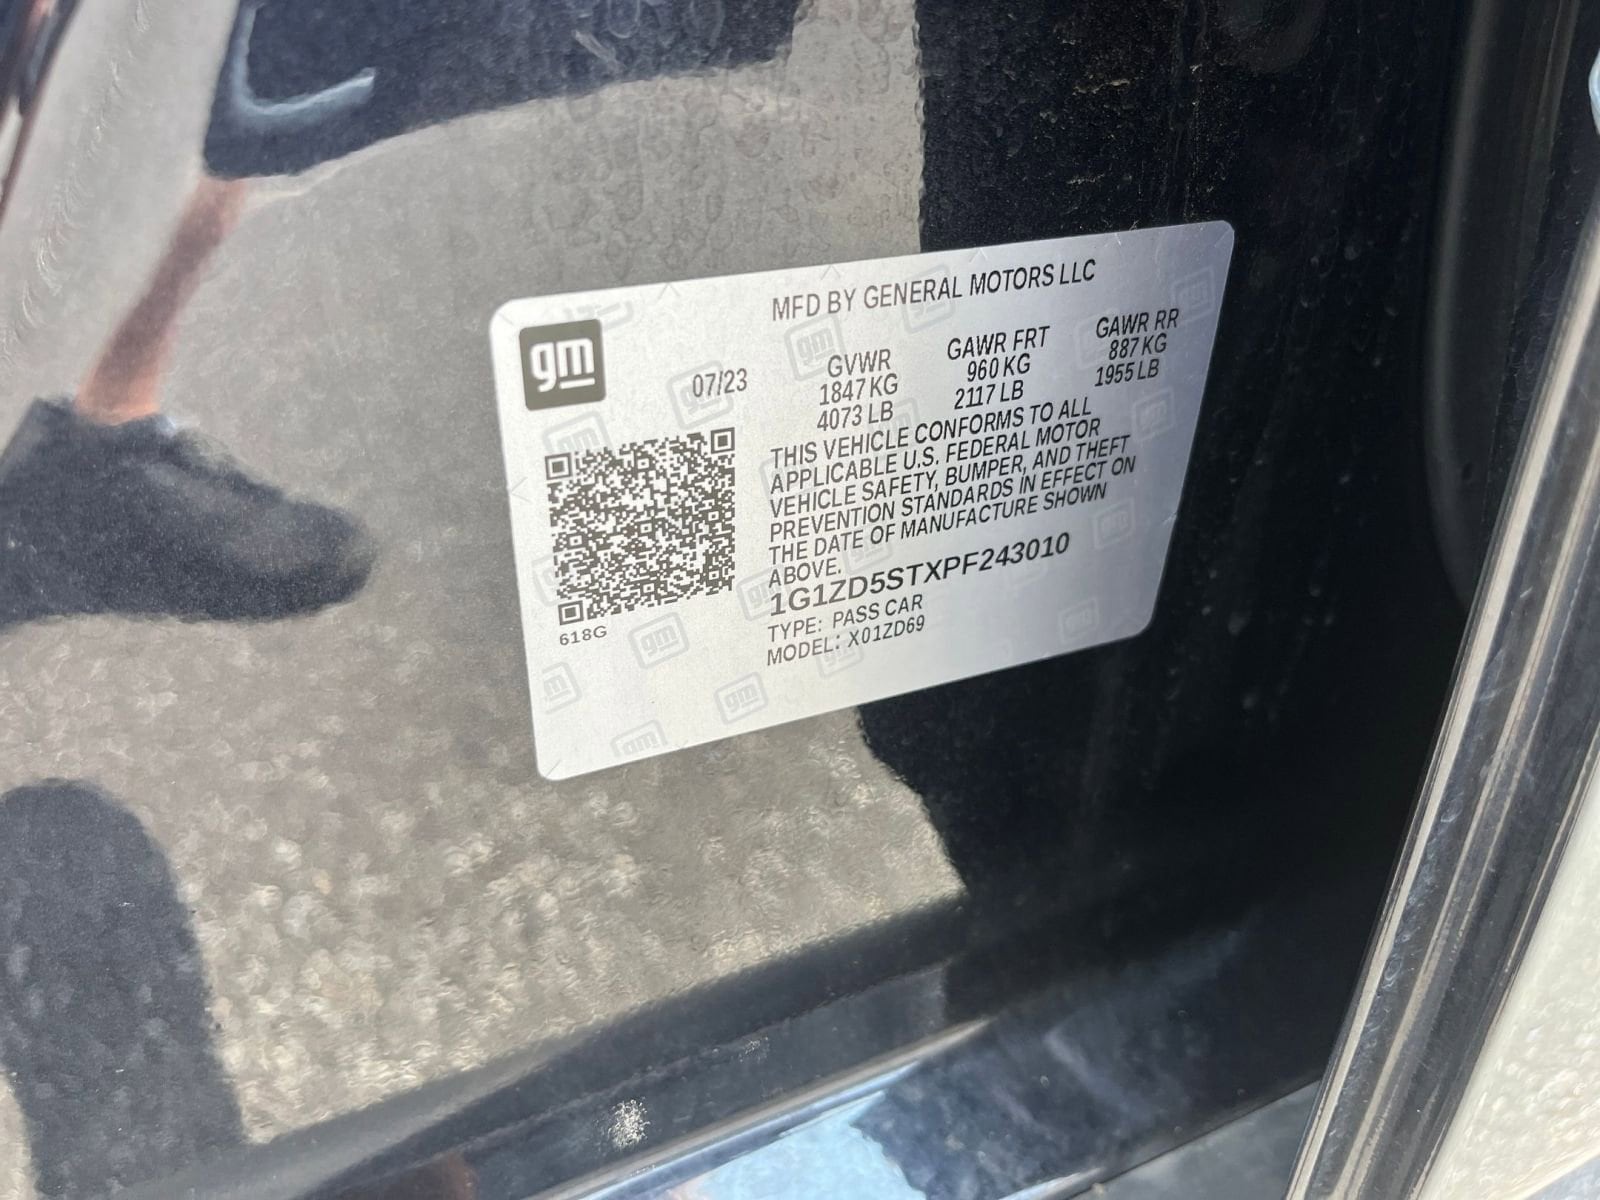 MFD BY GENERAL MOTORS LLC
gm
07/23
GVWR GAWR FRT GAWR RR
1847 KG 960 KG 887 KG
4073 LB 2117 LB 1955 LB
THIS VEHICLE CONFORMS TO ALL
APPLICABLE U.S. FEDERAL MOTOR
VEHICLE SAFETY, BUMPER, AND THEFT
PREVENTION STANDARDS IN EFFECT ON
THE DATE OF MANUFACTURE SHOWN
ABOVE.
1G1ZD5STXPF243010
TYPE: PASS CAR
MODEL: X01ZD69
618G